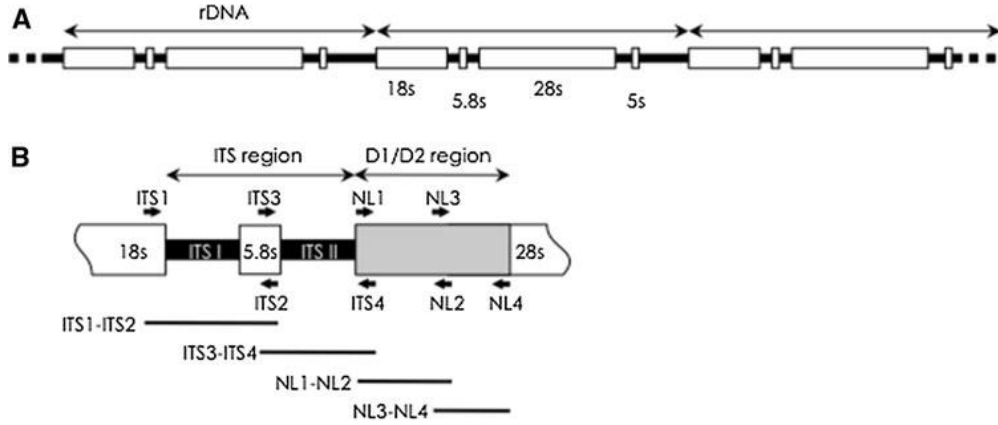 A
rDNA
18s
5.8s
28s
5s
B
ITS region
D1/D2 region
ITS1
ITS3
NL1
NL3
18s
ITS I
5.8s
ITS II
28s
ITS2
ITS4
NL2
NL4
ITS1-ITS2
ITS3-ITS4
NL1-NL2
NL3-NL4